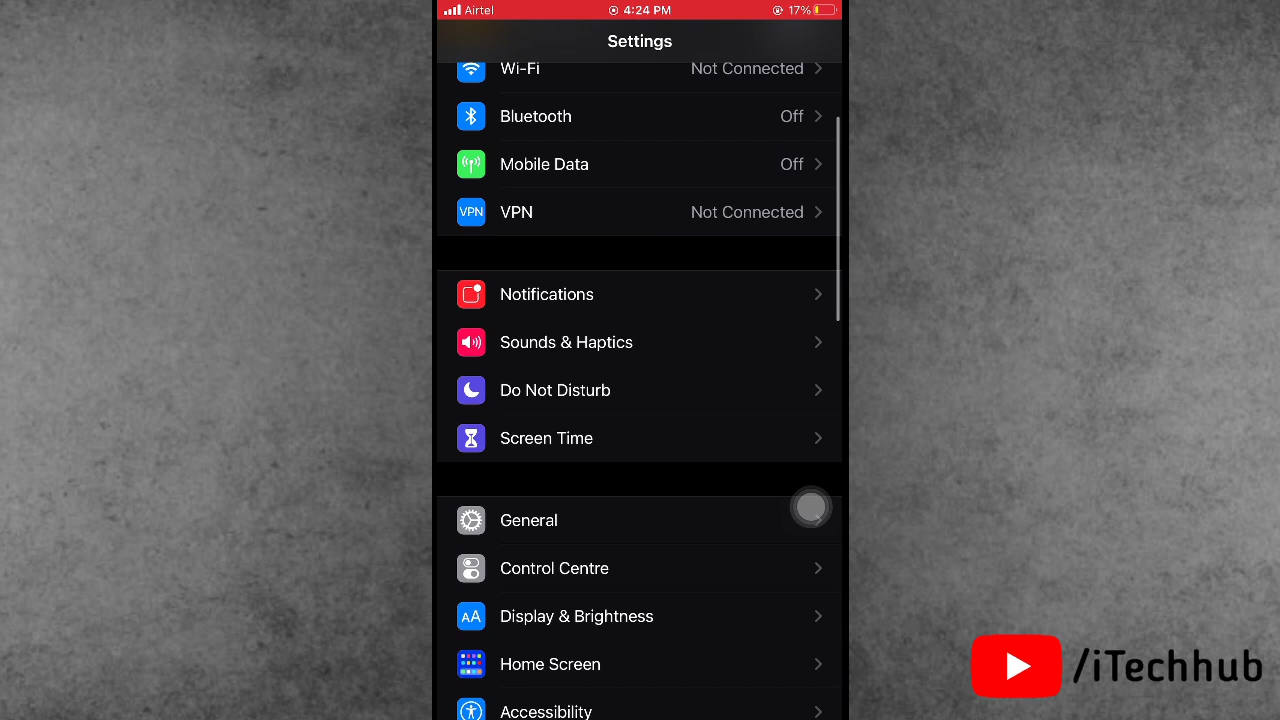 Airtel 4:24 PM 17%
Settings
Wi-Fi Not Connected
Bluetooth Off
Mobile Data Off
VPN VPN Not Connected
Notifications
Sounds & Haptics
Do Not Disturb
Screen Time
General
Control Centre
AA Display & Brightness
Home Screen
Accessibility
/iTechhub